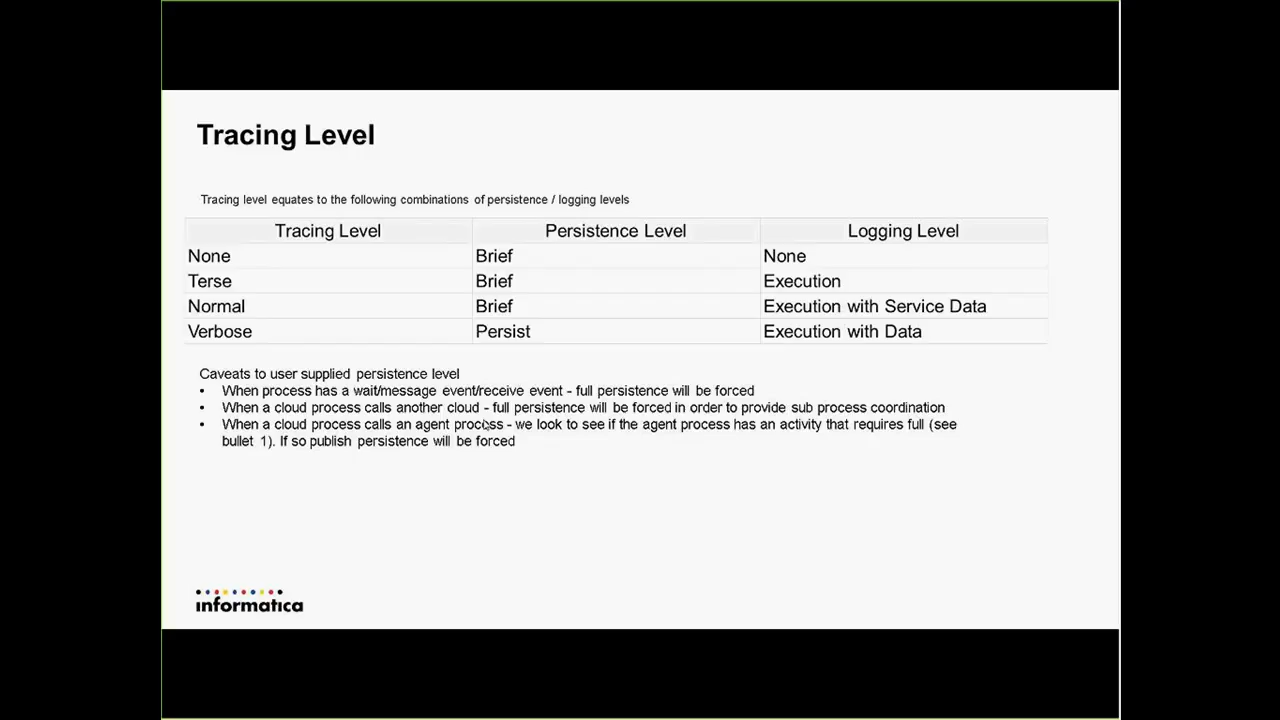 Tracing Level
Tracing level equates to the following combinations of persistence / logging levels
Tracing Level Persistence Level Logging Level
None Brief None
Terse Brief Execution
Normal Brief Execution with Service Data
Verbose Persist Execution with Data
Caveats to user supplied persistence level
• When process has a wait/message event/receive event - full persistence will be forced
• When a cloud process calls another cloud - full persistence will be forced in order to provide sub process coordination
• When a cloud process calls an agent process - we look to see if the agent process has an activity that requires full (see
bullet 1). If so publish persistence will be forced
informatica